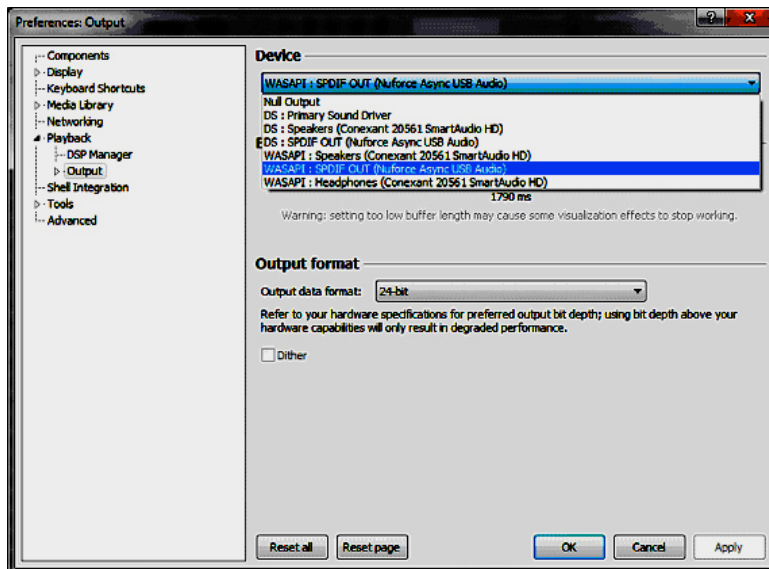 Preferences: Output
Components
Display
Keyboard Shortcuts
Media Library
Networking
Playback
DSP Manager
Output
Shell Integration
Tools
Advanced
Device
WASAPI : SPDIF OUT (Nuforce Async USB Audio)
Null Output
DS : Primary Sound Driver
DS : Speakers (Conexant 20561 SmartAudio HD)
DS : SPDIF OUT (Nuforce Async USB Audio)
WASAPI : Speakers (Conexant 20561 SmartAudio HD)
WASAPI : SPDIF OUT (Nuforce Async USB Audio)
WASAPI : Headphones (Conexant 20561 SmartAudio HD)
1790 ms
Warning: setting too low buffer length may cause some visualization effects to stop working.
Output format
Output data format: 24-bit
Refer to your hardware specifications for preferred output bit depth; using bit depth above your
hardware capabilities will only result in degraded performance.
Dither
Reset all Reset page OK Cancel Apply